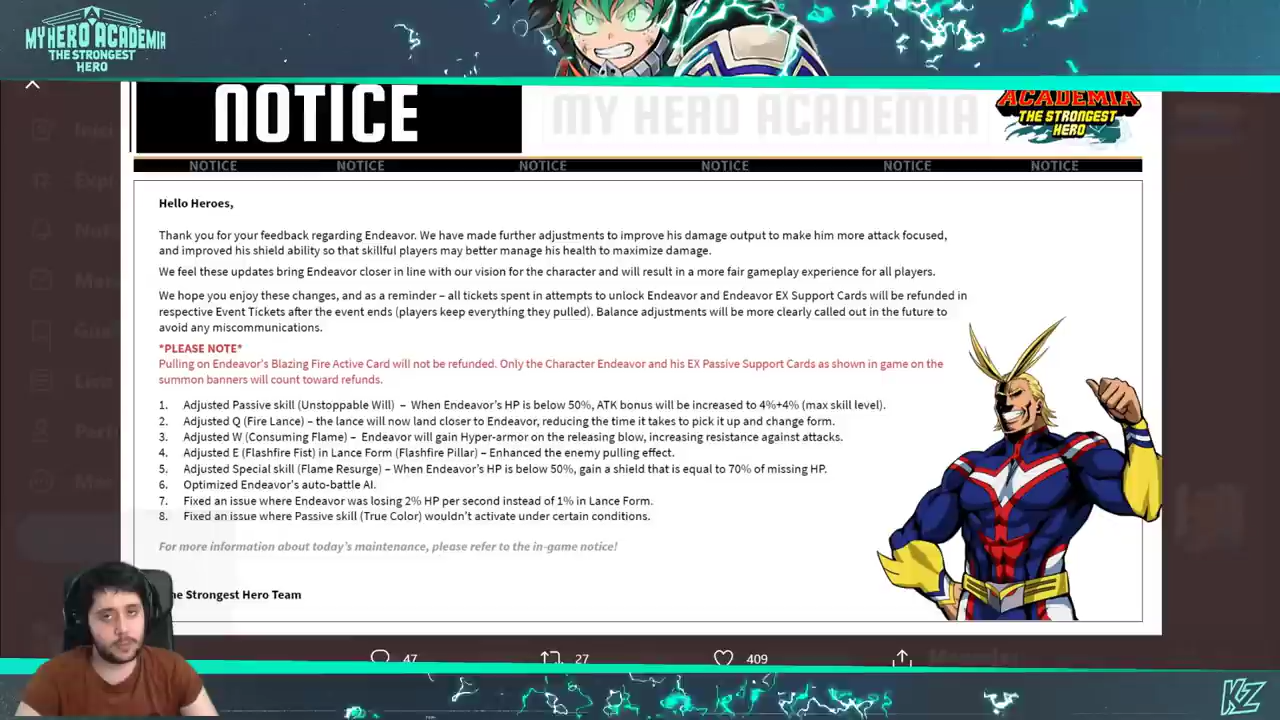 MY HERO ACADEMIA
THE STRONGEST
HERO
NOTICE
MY HERO ACADEMIA
ACADEMIA
THE STRONGEST
HERO
NOTICE NOTICE NOTICE NOTICE NOTICE NOTICE
Hello Heroes,
Thank you for your feedback regarding Endeavor. We have made further adjustments to improve his damage output to make him more attack focused,
and improved his shield ability so that skillful players may better manage his health to maximize damage.
We feel these updates bring Endeavor closer in line with our vision for the character and will result in a more fair gameplay experience for all players.
We hope you enjoy these changes, and as a reminder – all tickets spent in attempts to unlock Endeavor and Endeavor EX Support Cards will be refunded in
respective Event Tickets after the event ends (players keep everything they pulled). Balance adjustments will be more clearly called out in the future to
avoid any miscommunications.
*PLEASE NOTE*
Pulling on Endeavor's Blazing Fire Active Card will not be refunded. Only the Character Endeavor and his EX Passive Support Cards as shown in game on the
summon banners will count toward refunds.
1. Adjusted Passive skill (Unstoppable Will) – When Endeavor's HP is below 50%, ATK bonus will be increased to 4%+4% (max skill level).
2. Adjusted Q (Fire Lance) – the lance will now land closer to Endeavor, reducing the time it takes to pick it up and change form.
3. Adjusted W (Consuming Flame) – Endeavor will gain Hyper-armor on the releasing blow, increasing resistance against attacks.
4. Adjusted E (Flashfire Fist) in Lance Form (Flashfire Pillar) – Enhanced the enemy pulling effect.
5. Adjusted Special skill (Flame Resurge) – When Endeavor's HP is below 50%, gain a shield that is equal to 70% of missing HP.
6. Optimized Endeavor's auto-battle AI.
7. Fixed an issue where Endeavor was losing 2% HP per second instead of 1% in Lance Form.
8. Fixed an issue where Passive skill (True Color) wouldn't activate under certain conditions.
For more information about today's maintenance, please refer to the in-game notice!
The Strongest Hero Team
47 27 409
KZ